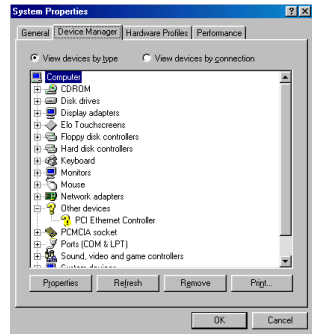 System Properties
General Device Manager Hardware Profiles Performance
View devices by type View devices by connection
Computer
CDROM
Disk drives
Display adapters
Elo Touchscreens
Floppy disk controllers
Hard disk controllers
Keyboard
Monitors
Mouse
Network adapters
Other devices
PCI Ethernet Controller
PCMCIA socket
Ports (COM & LPT)
Sound, video and game controllers
System devices
Properties Refresh Remove Print...
OK Cancel